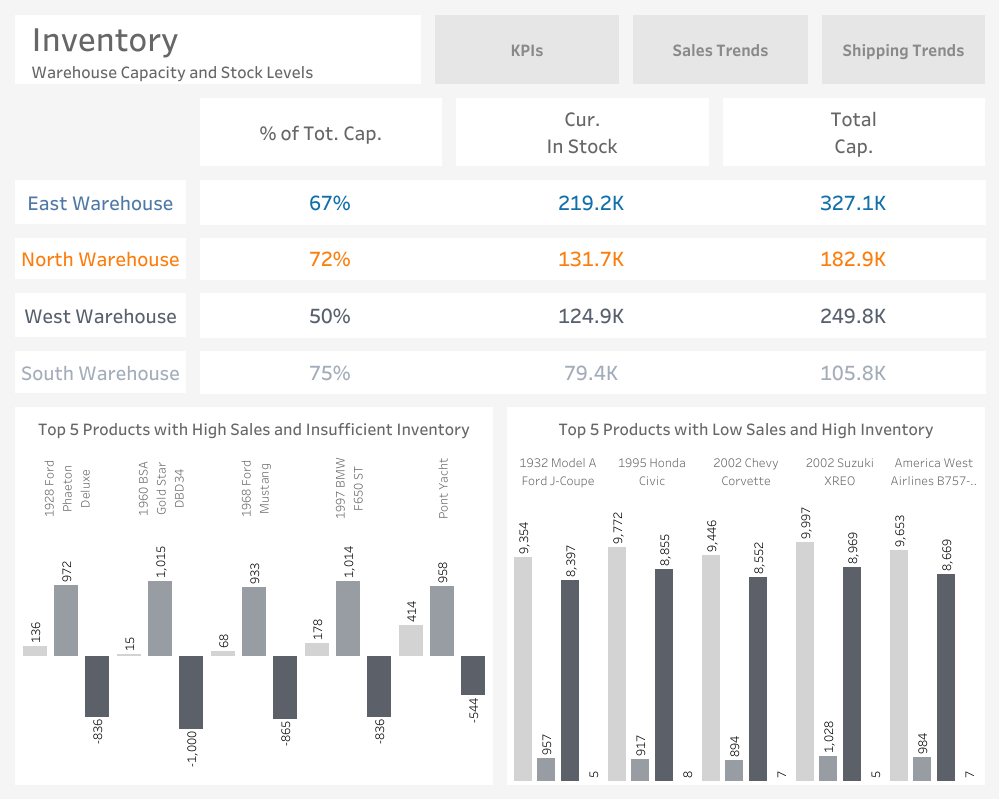 Inventory
Warehouse Capacity and Stock Levels
KPIs
Sales Trends
Shipping Trends
% of Tot. Cap.
Cur.
In Stock
Total
Cap.
East Warehouse
67%
219.2K
327.1K
North Warehouse
72%
131.7K
182.9K
West Warehouse
50%
124.9K
249.8K
South Warehouse
75%
79.4K
105.8K
Top 5 Products with High Sales and Insufficient Inventory
1928 Ford
Phaeton
Deluxe
1960 BSA
Gold Star
DBD34
1968 Ford
Mustang
1997 BMW
F650 ST
Pont Yacht
136
972
-836
15
1,015
-1,000
68
933
-865
178
1,014
-836
414
958
-544
Top 5 Products with Low Sales and High Inventory
1932 Model A
Ford J-Coupe
1995 Honda
Civic
2002 Chevy
Corvette
2002 Suzuki
XREO
America West
Airlines B757-..
9,354
957
8,397
5
9,772
917
8,855
8
9,446
894
8,552
7
9,997
1,028
8,969
5
9,653
984
8,669
7